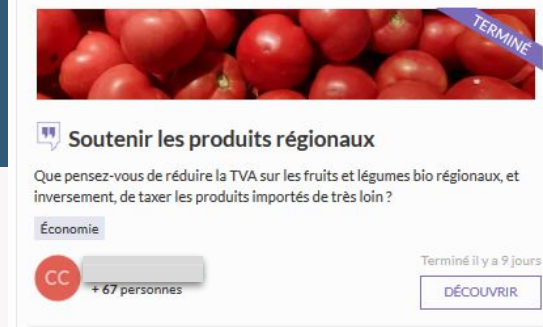 TERMINÉ
Soutenir les produits régionaux
Que pensez-vous de réduire la TVA sur les fruits et légumes bio régionaux, et
inversement, de taxer les produits importés de très loin ?
Économie
CC
+ 67 personnes
Terminé il y a 9 jours
DÉCOUVRIR